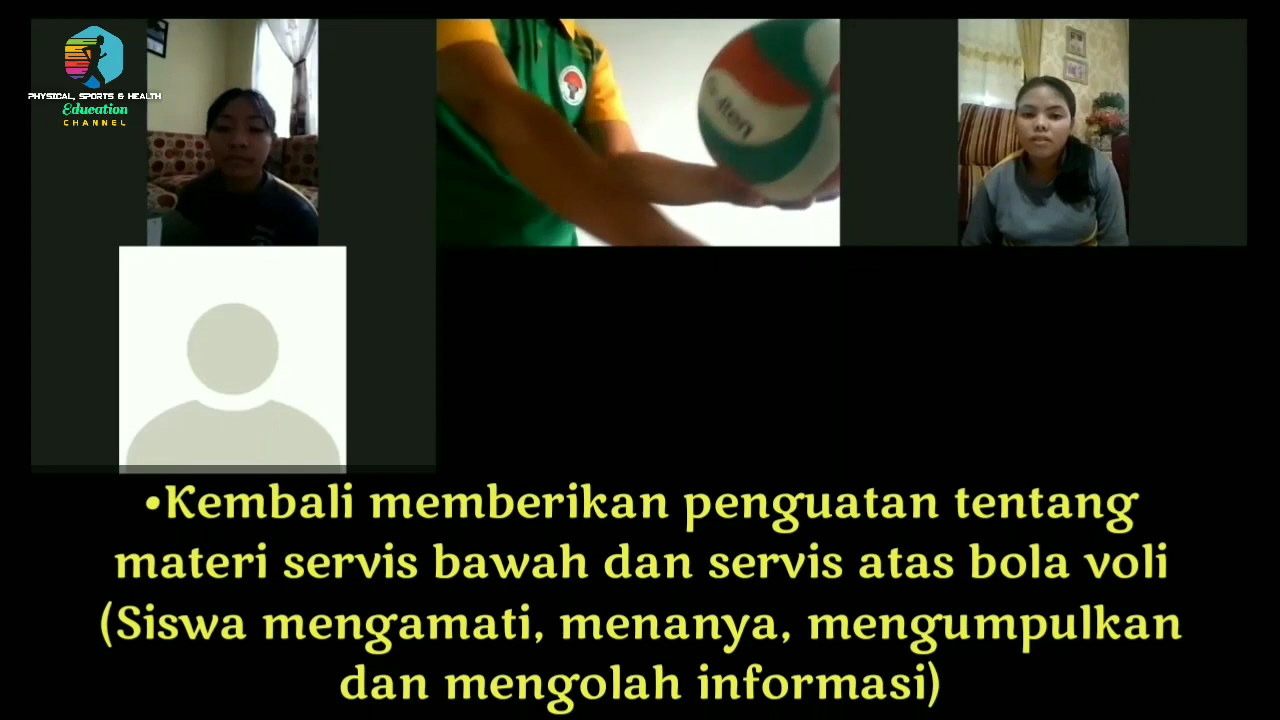 PHYSICAL, SPORTS & HEALTH
Education
CHANNEL
Aten
•Kembali memberikan penguatan tentang
materi servis bawah dan servis atas bola voli
(Siswa mengamati, menanya, mengumpulkan
dan mengolah informasi)